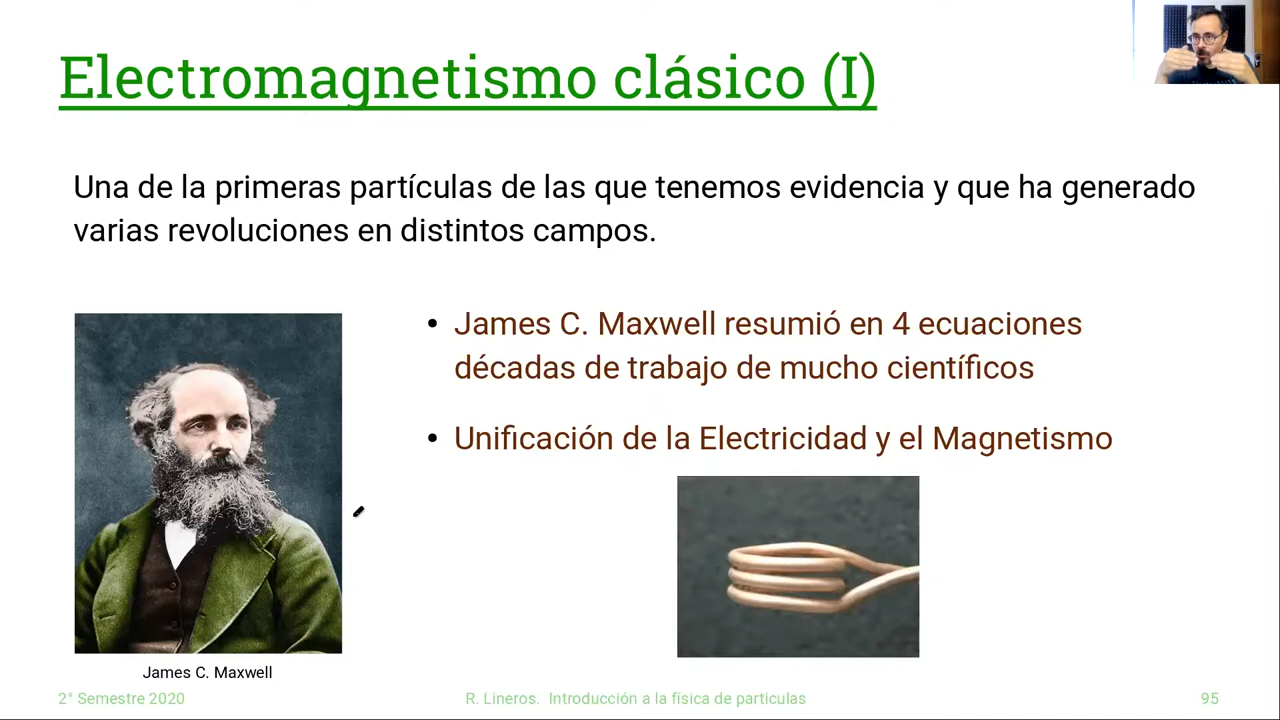 Electromagnetismo clásico (I)
Una de la primeras partículas de las que tenemos evidencia y que ha generado
varias revoluciones en distintos campos.
• James C. Maxwell resumió en 4 ecuaciones
décadas de trabajo de mucho científicos
• Unificación de la Electricidad y el Magnetismo
James C. Maxwell
2° Semestre 2020
R. Lineros. Introducción a la física de particulas
95